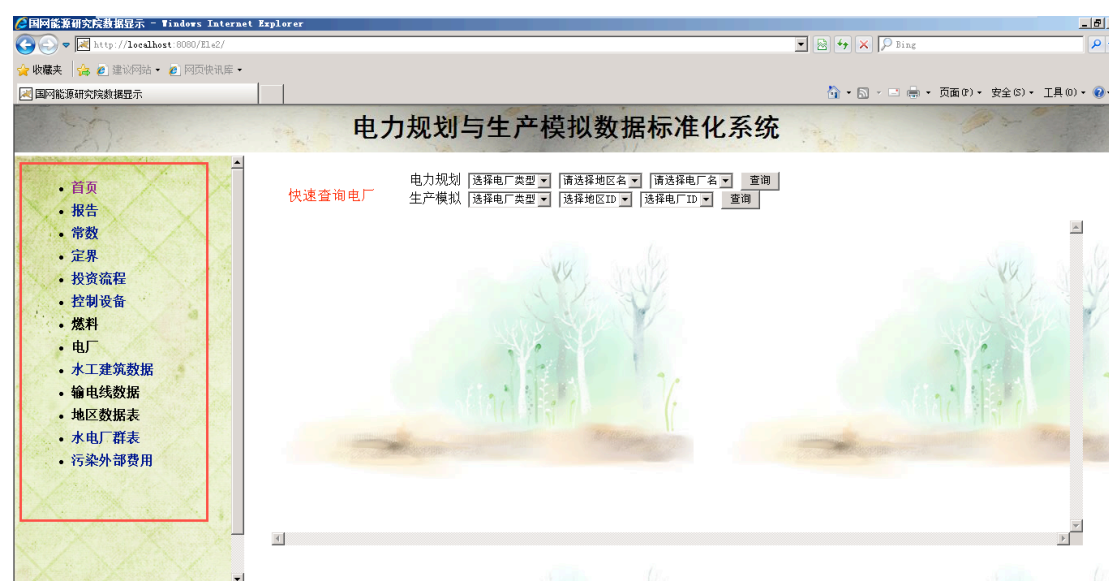 国网能源研究院数据显示 - Windows Internet Explorer
http://localhost:8080/Ele2/
Bing
收藏夹 建议网站 网页快讯库
国网能源研究院数据显示 页面(P) 安全(S) 工具(O)
电力规划与生产模拟数据标准化系统
快速查询电厂
电力规划 选择电厂类型 请选择地区名 请选择电厂名 查询
生产模拟 选择电厂类型 选择地区ID 选择电厂ID 查询
首页
报告
常数
定界
投资流程
控制设备
燃料
电厂
水工建筑数据
输电线数据
地区数据表
水电厂群表
污染外部费用